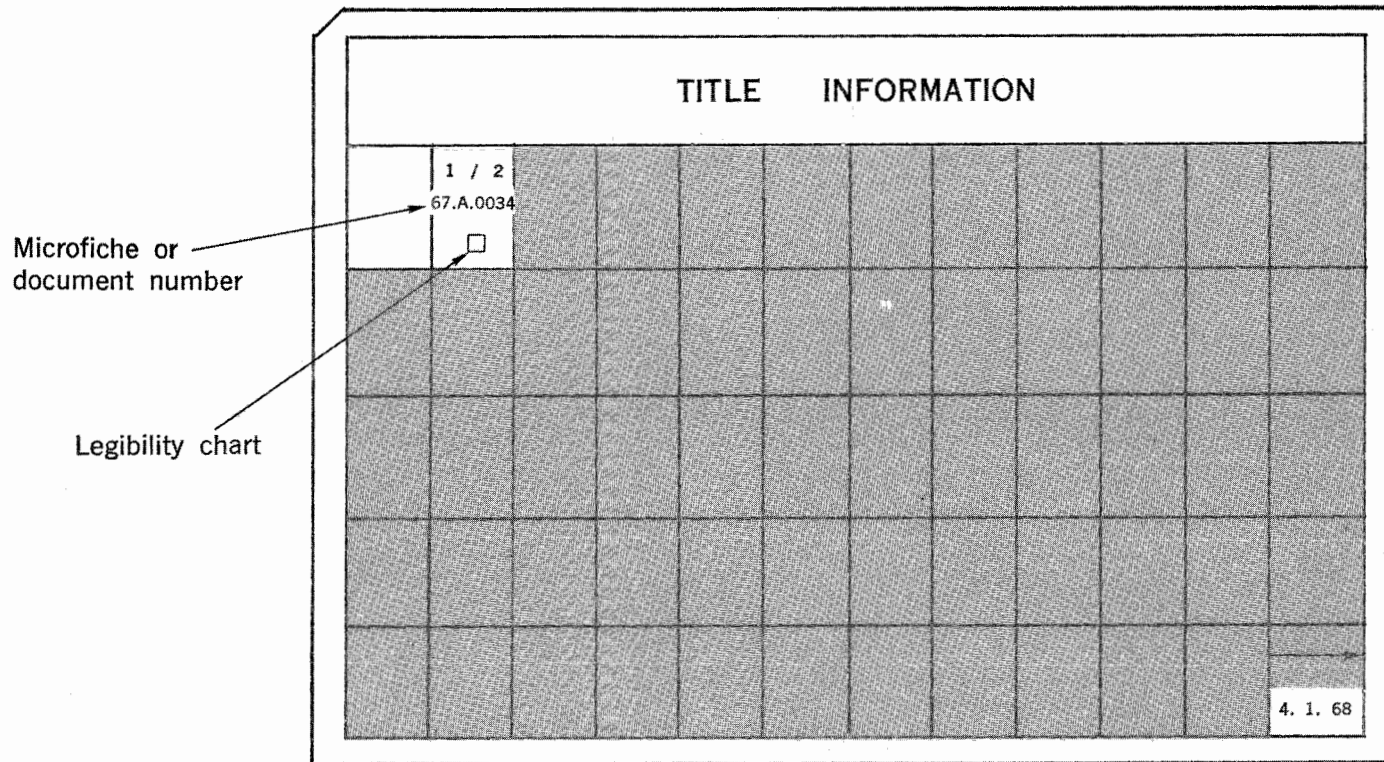 TITLE INFORMATION
1 / 2
67.A.0034
Microfiche or
document number
Legibility chart
4. 1. 68